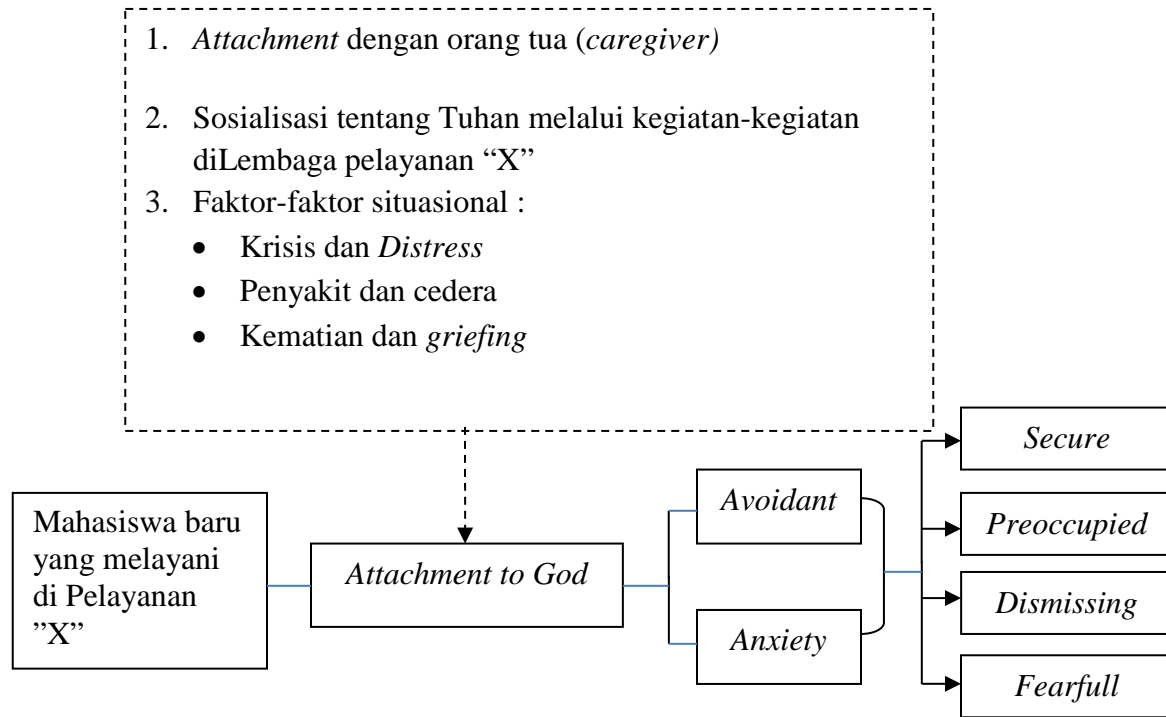 1. Attachment dengan orang tua (caregiver)
2. Sosialisasi tentang Tuhan melalui kegiatan-kegiatan
diLembaga pelayanan “X”
3. Faktor-faktor situasional :
• Krisis dan Distress
• Penyakit dan cedera
• Kematian dan griefing
Mahasiswa baru
yang melayani
di Pelayanan
”X”
Attachment to God
Avoidant
Anxiety
Secure
Preoccupied
Dismissing
Fearfull